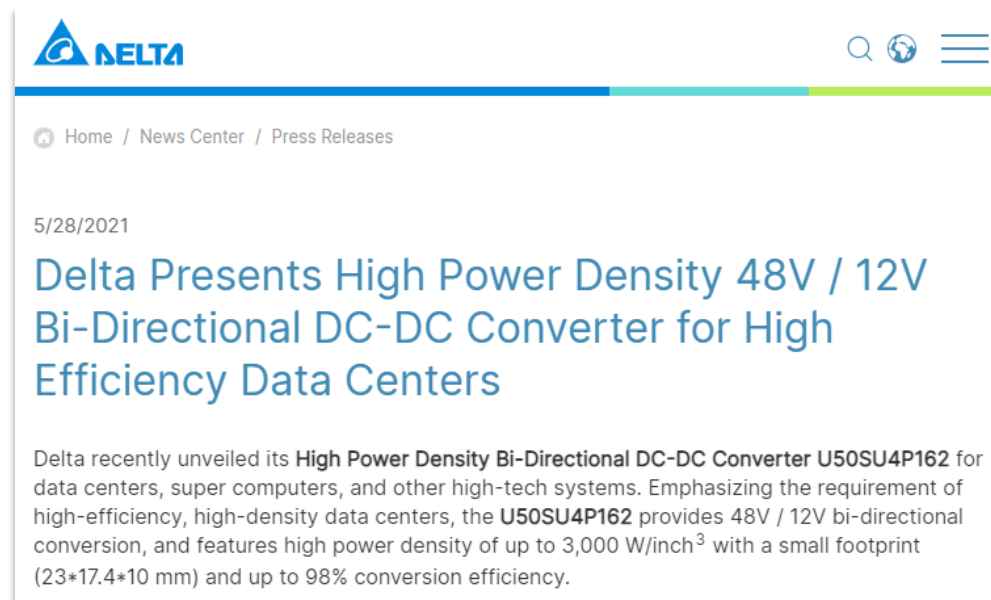 DELTA
Home / News Center / Press Releases
5/28/2021
Delta Presents High Power Density 48V / 12V
Bi-Directional DC-DC Converter for High
Efficiency Data Centers
Delta recently unveiled its High Power Density Bi-Directional DC-DC Converter U50SU4P162 for
data centers, super computers, and other high-tech systems. Emphasizing the requirement of
high-efficiency, high-density data centers, the U50SU4P162 provides 48V / 12V bi-directional
conversion, and features high power density of up to 3,000 W/inch³ with a small footprint
(23*17.4*10 mm) and up to 98% conversion efficiency.